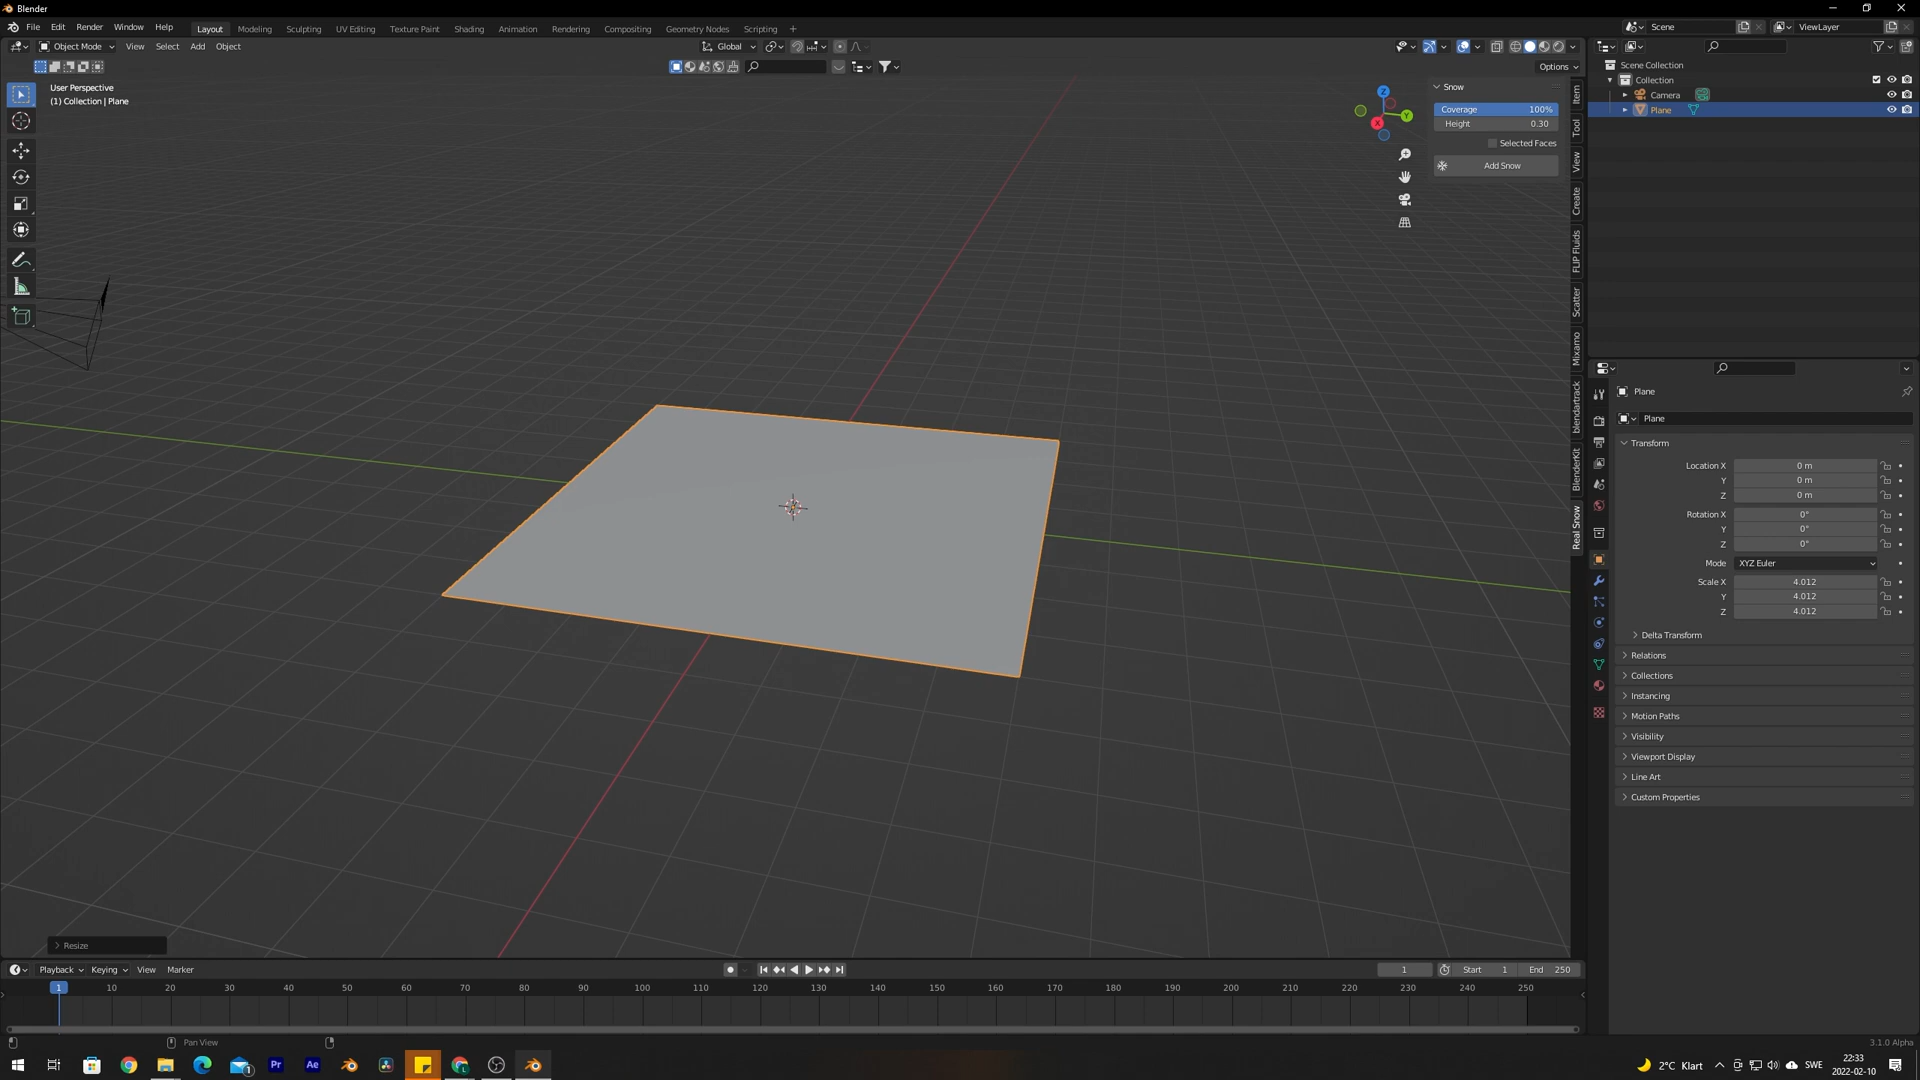 Blender
File Edit Render Window Help Layout Modeling Sculpting UV Editing Texture Paint Shading Animation Rendering Compositing Geometry Nodes Scripting + Scene ViewLayer
Object Mode View Select Add Object Global
Options
User Perspective
(1) Collection | Plane
Snow
Coverage 100%
Height 0.30
Selected Faces
Add Snow
Z
Y
X
Item
Tool
View
Create
FLIP Fluids
Scatter
Mixamo
blendartrack
BlenderKit
Real Snow
Scene Collection
Collection
Camera
Plane
Plane
Plane
Transform
Location X 0 m
Y 0 m
Z 0 m
Rotation X 0°
Y 0°
Z 0°
Mode XYZ Euler
Scale X 4.012
Y 4.012
Z 4.012
Delta Transform
Relations
Collections
Instancing
Motion Paths
Visibility
Viewport Display
Line Art
Custom Properties
Resize
Playback Keying View Marker 1 Start 1 End 250
1 10 20 30 40 50 60 70 80 90 100 110 120 130 140 150 160 170 180 190 200 210 220 230 240 250
Pan View 3.1.0 Alpha
1 Pr Ae 2°C Klart SWE 22:33
2022-02-10